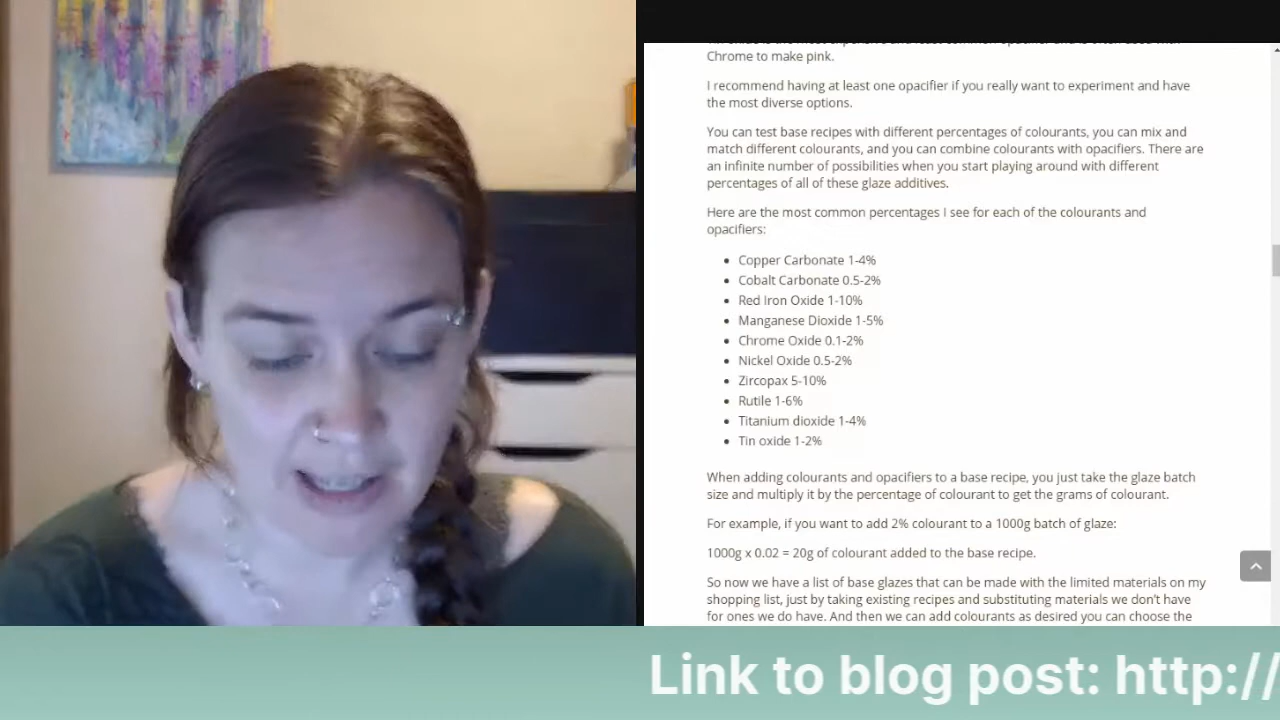 Chrome to make pink.
I recommend having at least one opacifier if you really want to experiment and have
the most diverse options.
You can test base recipes with different percentages of colourants, you can mix and
match different colourants, and you can combine colourants with opacifiers. There are
an infinite number of possibilities when you start playing around with different
percentages of all of these glaze additives.
Here are the most common percentages I see for each of the colourants and
opacifiers:
• Copper Carbonate 1-4%
• Cobalt Carbonate 0.5-2%
• Red Iron Oxide 1-10%
• Manganese Dioxide 1-5%
• Chrome Oxide 0.1-2%
• Nickel Oxide 0.5-2%
• Zircopax 5-10%
• Rutile 1-6%
• Titanium dioxide 1-4%
• Tin oxide 1-2%
When adding colourants and opacifiers to a base recipe, you just take the glaze batch
size and multiply it by the percentage of colourant to get the grams of colourant.
For example, if you want to add 2% colourant to a 1000g batch of glaze:
1000g x 0.02 = 20g of colourant added to the base recipe.
So now we have a list of base glazes that can be made with the limited materials on my
shopping list, just by taking existing recipes and substituting materials we don't have
for ones we do have. And then we can add colourants as desired you can choose the
Link to blog post: http://